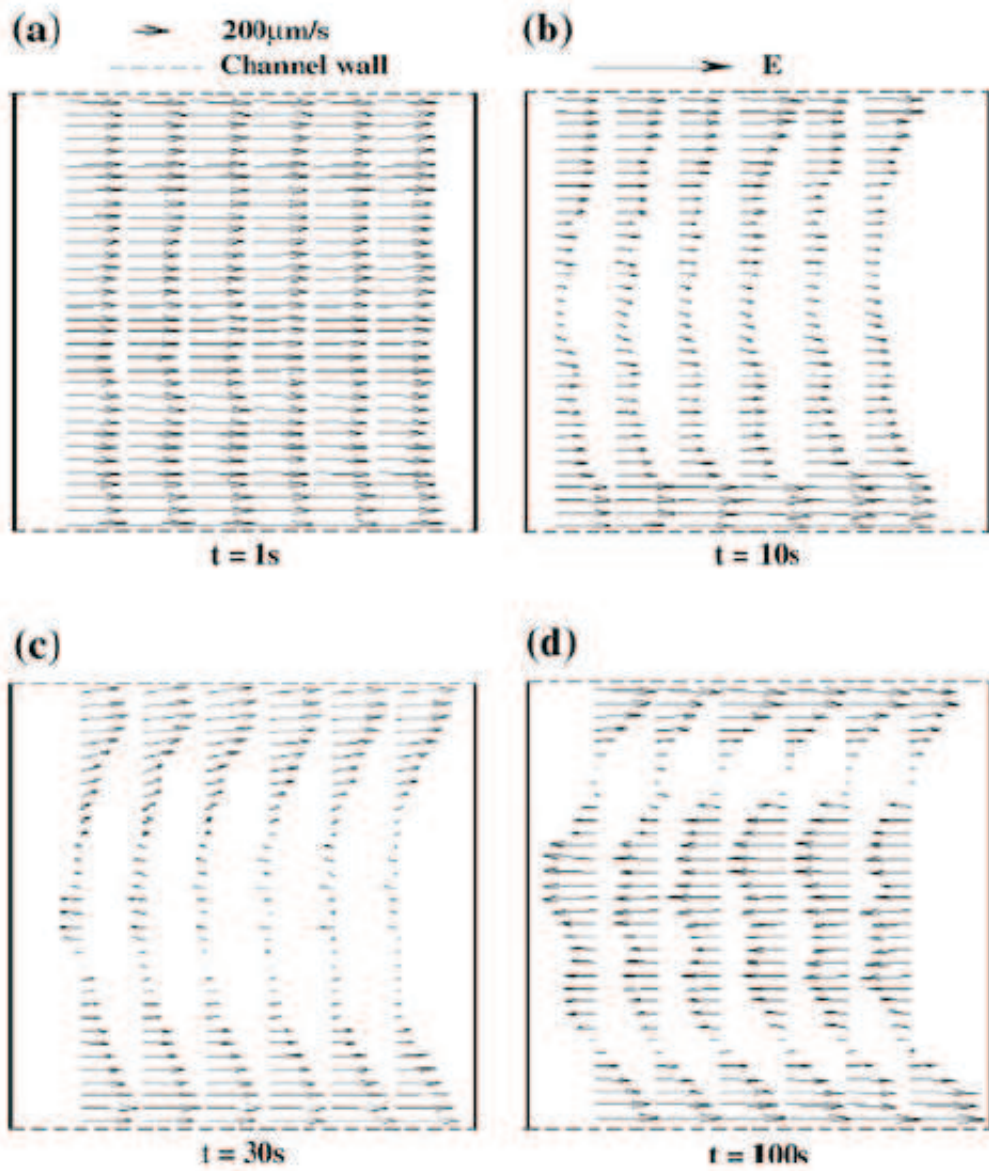 (a) 200μm/s
Channel wall
(b)
E
t = 1s
t = 10s
(c)
(d)
t = 30s
t = 100s